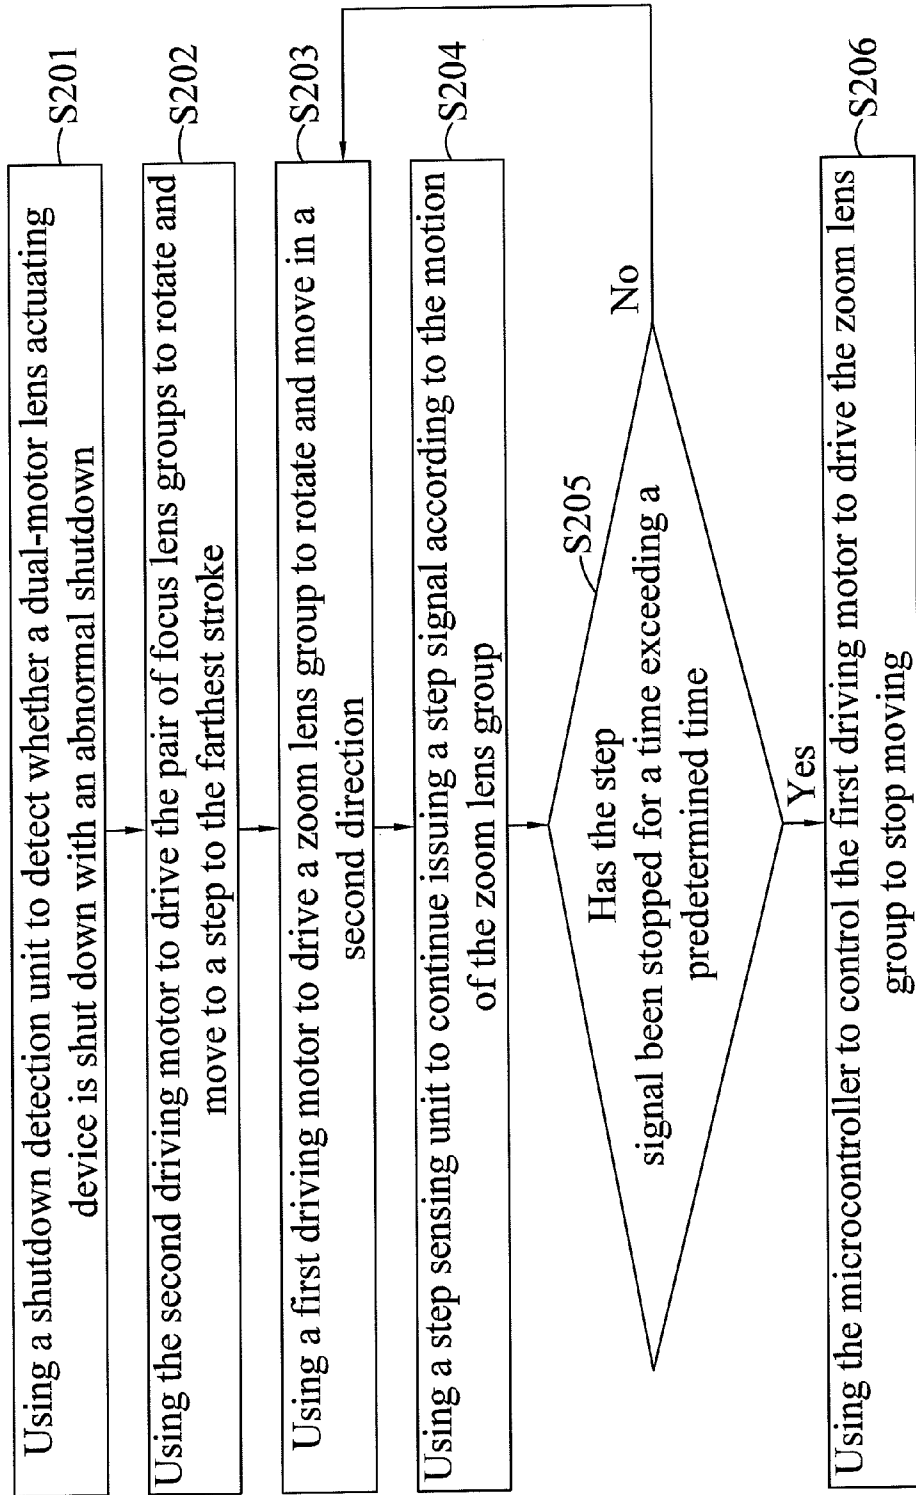 Using a shutdown detection unit to detect whether a dual-motor lens actuating
device is shut down with an abnormal shutdown
S201
Using the second driving motor to drive the pair of focus lens groups to rotate and
move to a step to the farthest stroke
S202
Using a first driving motor to drive a zoom lens group to rotate and move in a
second direction
S203
Using a step sensing unit to continue issuing a step signal according to the motion
of the zoom lens group
S204
Has the step
signal been stopped for a time exceeding a
predetermined time
S205
No
Yes
Using the microcontroller to control the first driving motor to drive the zoom lens
group to stop moving
S206